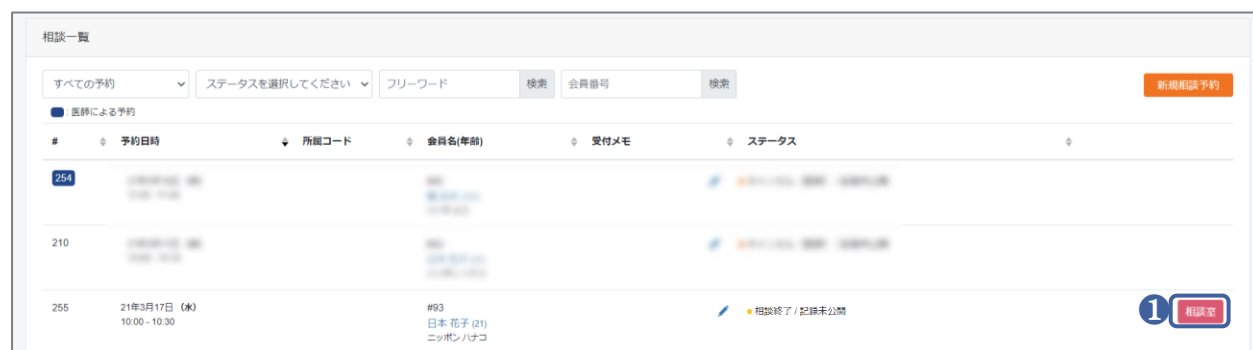 相談一覧
すべての予約 ステータスを選択してください フリーワード 検索 会員番号 検索 新規相談予約
: 医師による予約
# 予約日時 所属コード 会員名(年齢) 受付メモ ステータス
254
210
255 21年3月17日 (水) #93 相談終了 / 記録未公開 1 相談室
10:00 - 10:30 日本 花子 (21)
ニッポン ハナコ